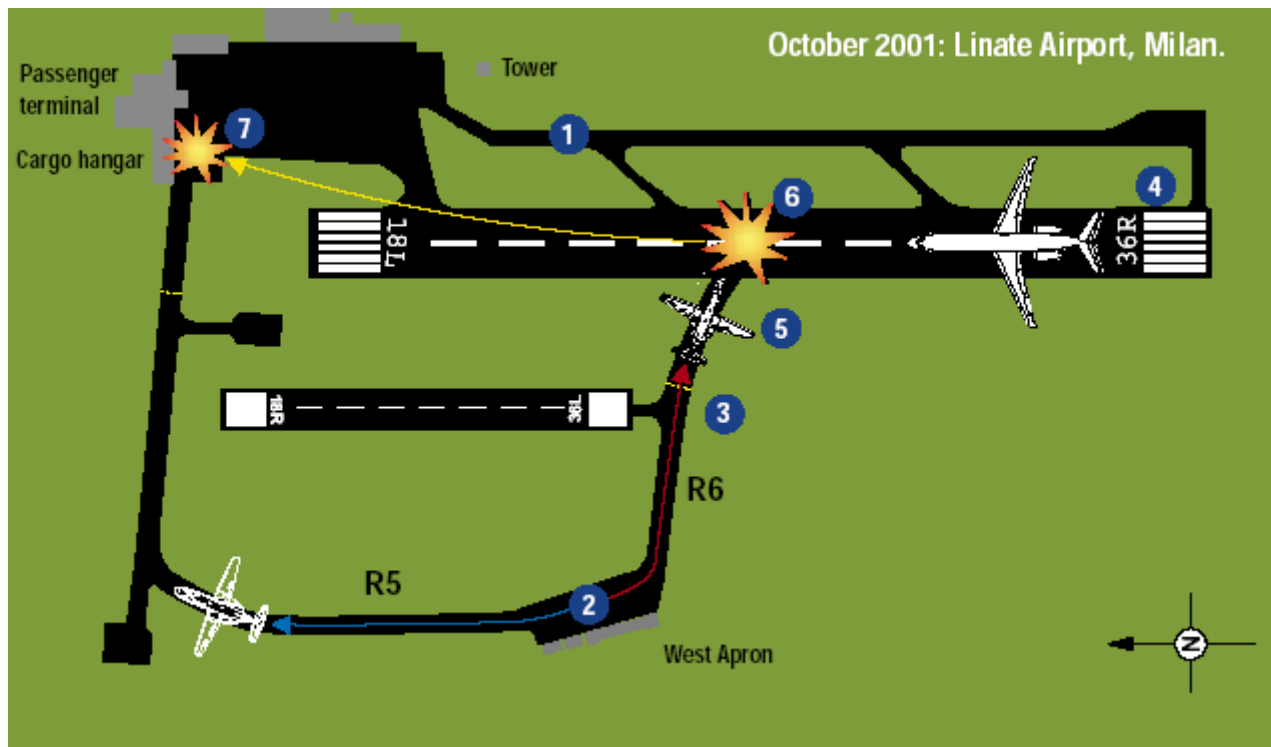 October 2001: Linate Airport, Milan.
Passenger
terminal
Tower
Cargo hangar
7
1
6
4
18L
36R
5
18R
36L
3
R6
R5
2
West Apron
N